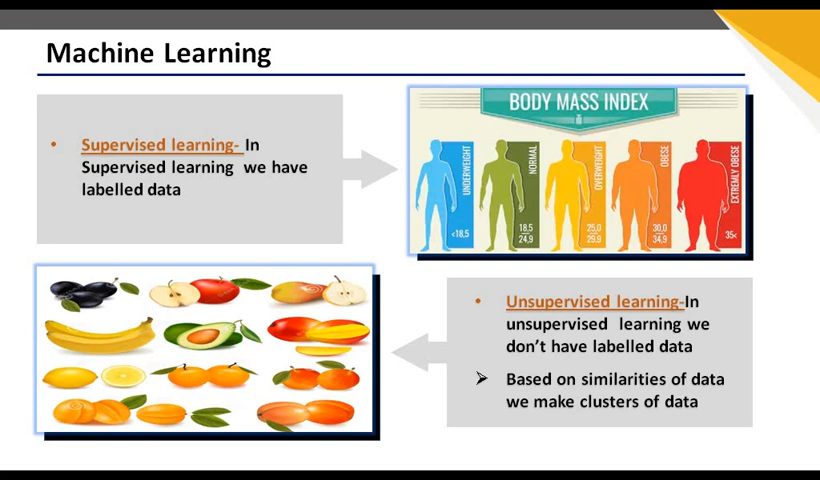 Machine Learning
• Supervised learning- In
Supervised learning we have
labelled data
BODY MASS INDEX
UNDERWEIGHT
<18,5
NORMAL
18,5
24,9
OVERWEIGHT
25,0
29,9
OBESE
30,0
34,9
EXTREMLY OBESE
35<
• Unsupervised learning-In
unsupervised learning we
don't have labelled data
➢ Based on similarities of data
we make clusters of data